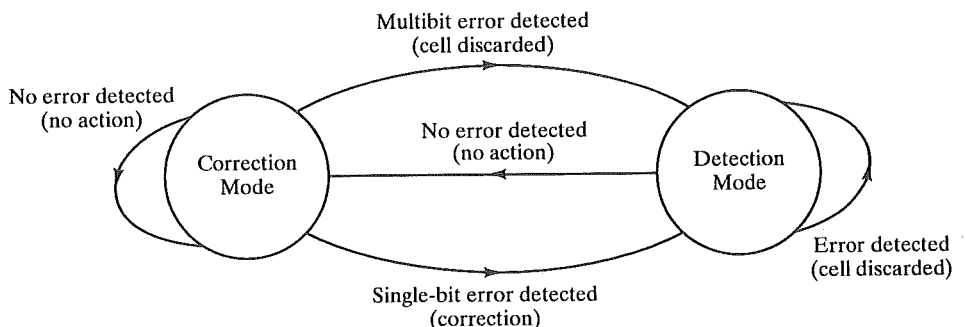 Multibit error detected
(cell discarded)
No error detected
(no action)
No error detected
(no action)
Correction
Mode
Detection
Mode
Error detected
(cell discarded)
Single-bit error detected
(correction)